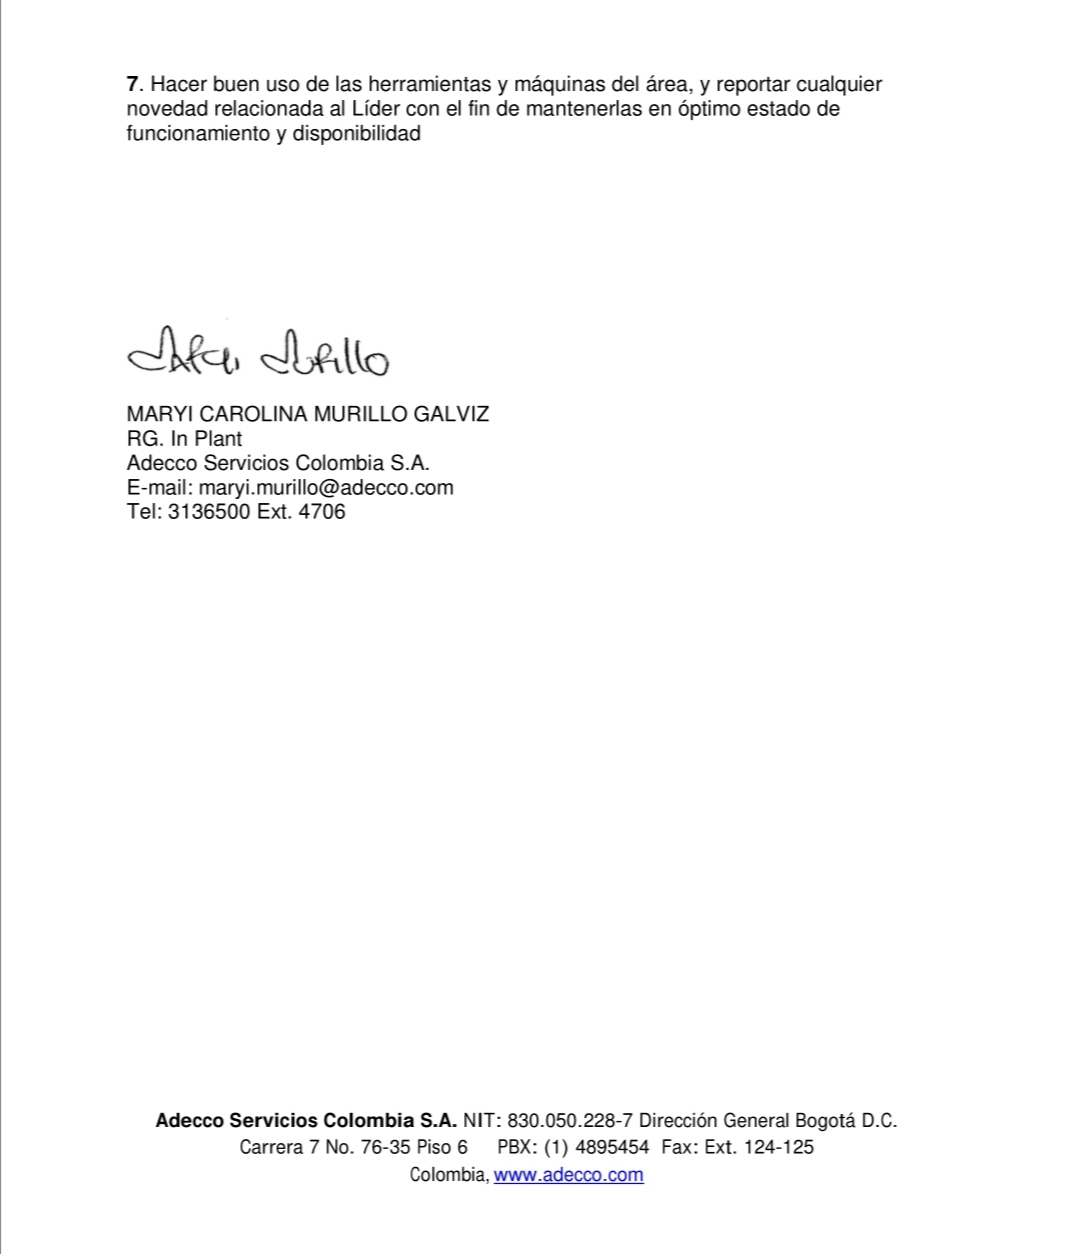 7. Hacer buen uso de las herramientas y máquinas del área, y reportar cualquier
novedad relacionada al Líder con el fin de mantenerlas en óptimo estado de
funcionamiento y disponibilidad
Murillo
MARYI CAROLINA MURILLO GALVIZ
RG. In Plant
Adecco Servicios Colombia S.A.
E-mail: maryi.murillo@adecco.com
Tel: 3136500 Ext. 4706
Adecco Servicios Colombia S.A. NIT: 830.050.228-7 Dirección General Bogotá D.C.
Carrera 7 No. 76-35 Piso 6 PBX: (1) 4895454 Fax: Ext. 124-125
Colombia, www.adecco.com